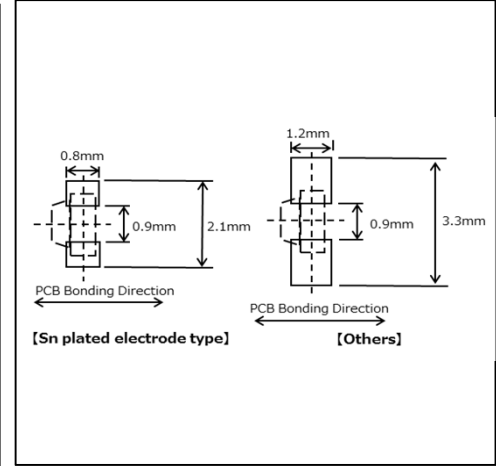 0.8mm
0.9mm
2.1mm
PCB Bonding Direction
【Sn plated electrode type】
1.2mm
0.9mm
3.3mm
PCB Bonding Direction
【Others】